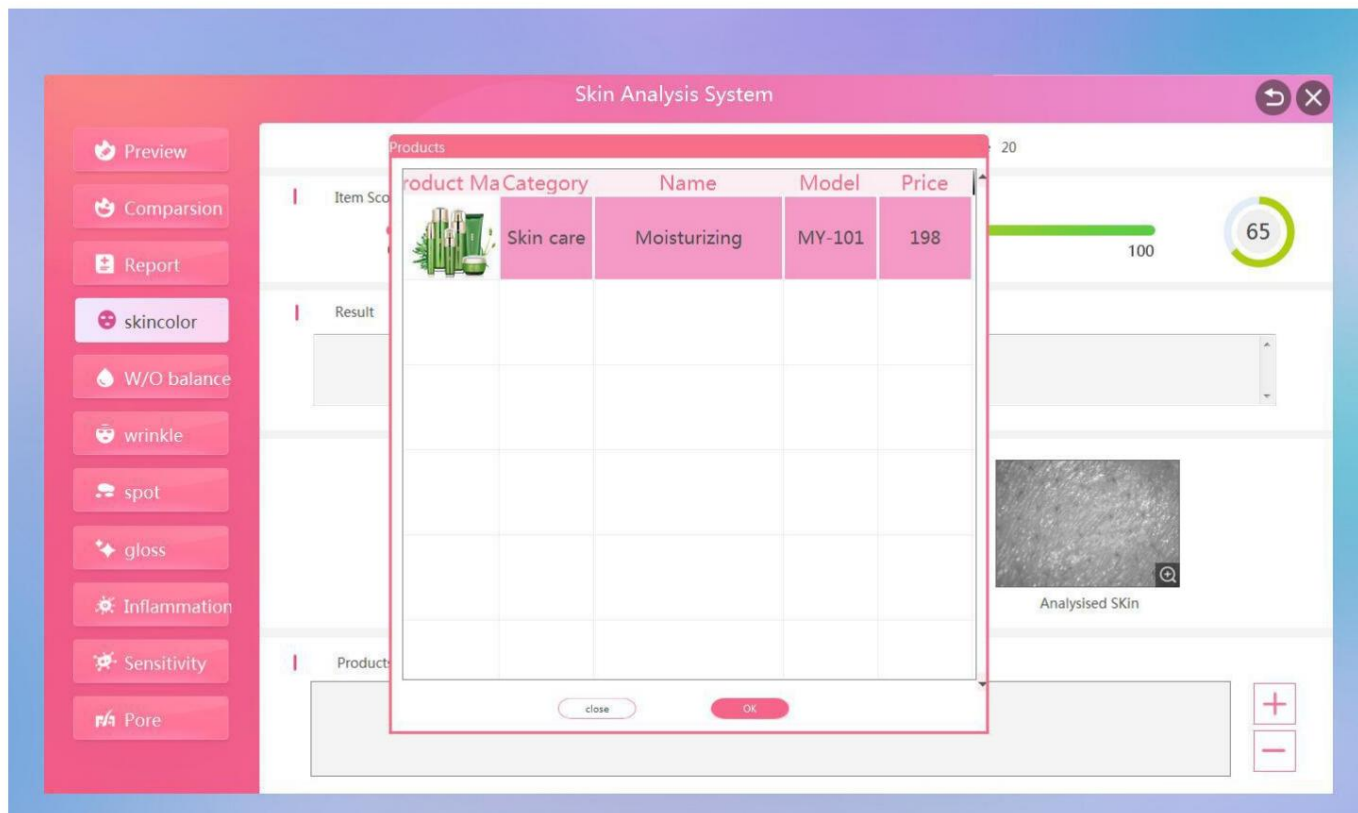 Skin Analysis System
Preview
Comparsion
Report
skincolor
W/O balance
wrinkle
spot
gloss
Inflammation
Sensitivity
Pore
20
Item Sco
100
65
Result
Analysised SKin
Product
Products
roduct Ma Category Name Model Price
Skin care Moisturizing MY-101 198
close OK